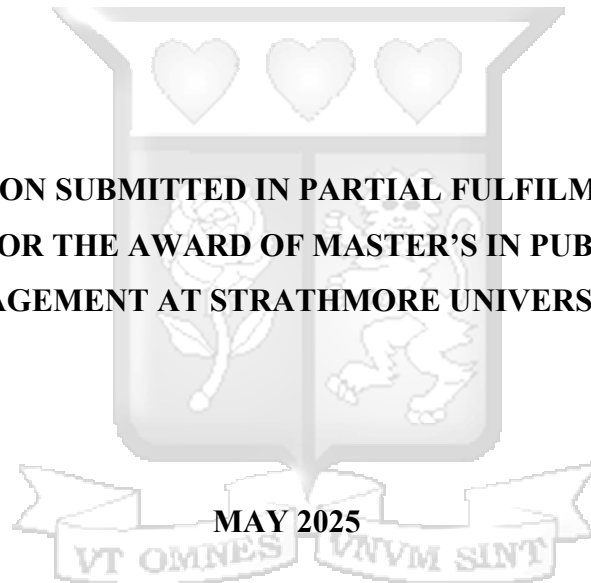 ON SUBMITTED IN PARTIAL FULFILM
OR THE AWARD OF MASTER’S IN PUB
AGEMENT AT STRATHMORE UNIVERS
MAY 2025
VT OMNES VNVM SINT